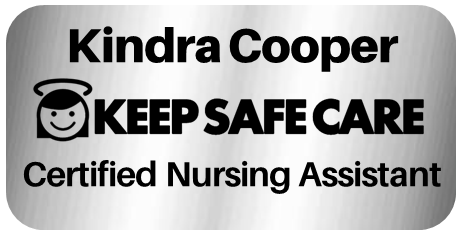 Kindra Cooper
KEEP SAFE CARE
Certified Nursing Assistant